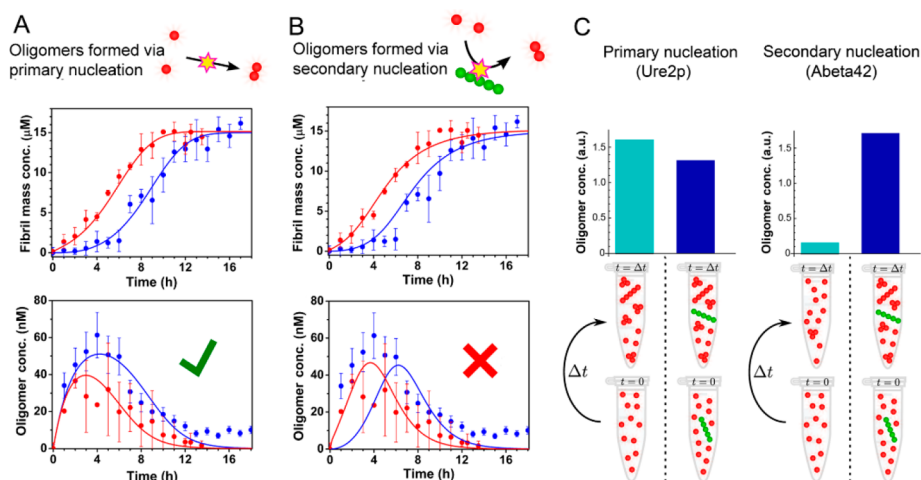 A
Oligomers formed via
primary nucleation
Fibril mass conc. (μM)
15
10
5
0
0 4 8 12 16
Time (h)
Oligomer conc. (nM)
80
60
40
20
0
0 4 8 12 16
Time (h)
B
Oligomers formed via
secondary nucleation
Fibril mass conc. (μM)
15
10
5
0
0 4 8 12 16
Time (h)
Oligomer conc. (nM)
80
60
40
20
0
0 4 8 12 16
Time (h)
C
Primary nucleation
(Ure2p)
Oligomer conc. (a.u.)
1.5
1.0
0.5
0
t = Δt
t = Δt
Δt
t = 0
t = 0
Secondary nucleation
(Abeta42)
Oligomer conc. (a.u.)
1.5
1.0
0.5
0
t = Δt
t = Δt
Δt
t = 0
t = 0